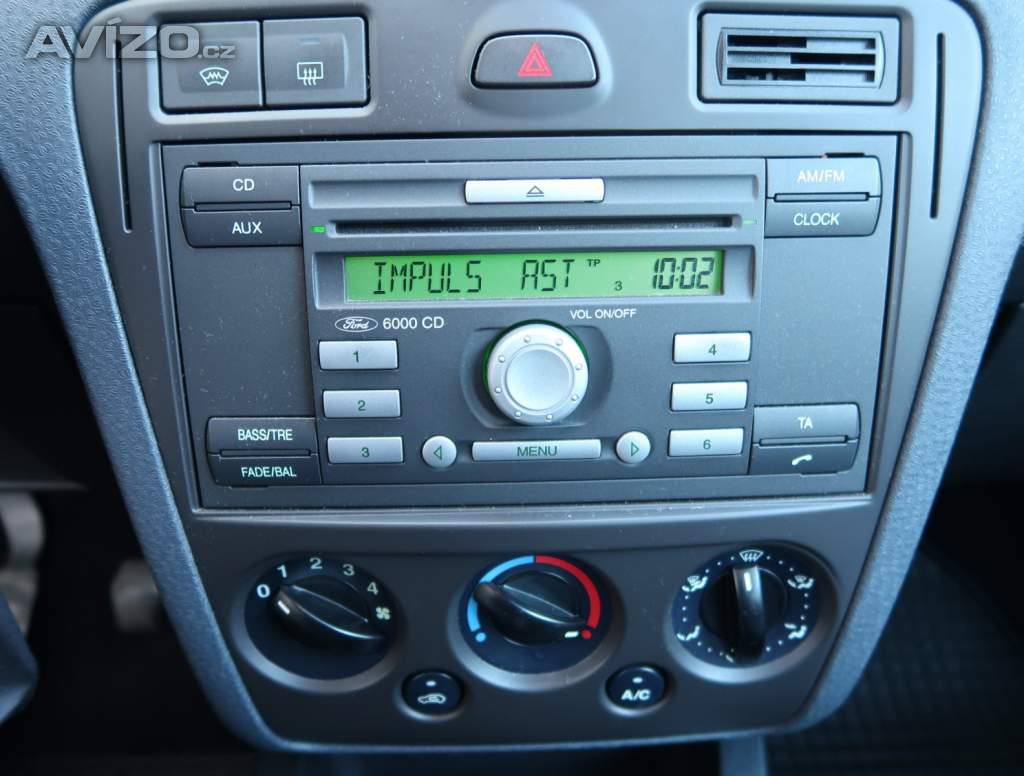 AVÍZO.cz
CD
AM/FM
AUX
CLOCK
IMPULS AST TP 3 10:02
Ford 6000 CD
VOL ON/OFF
1
4
2
5
BASS/TRE
TA
3
MENU
6
FADE/BAL
0 1 2 3 4
A/C